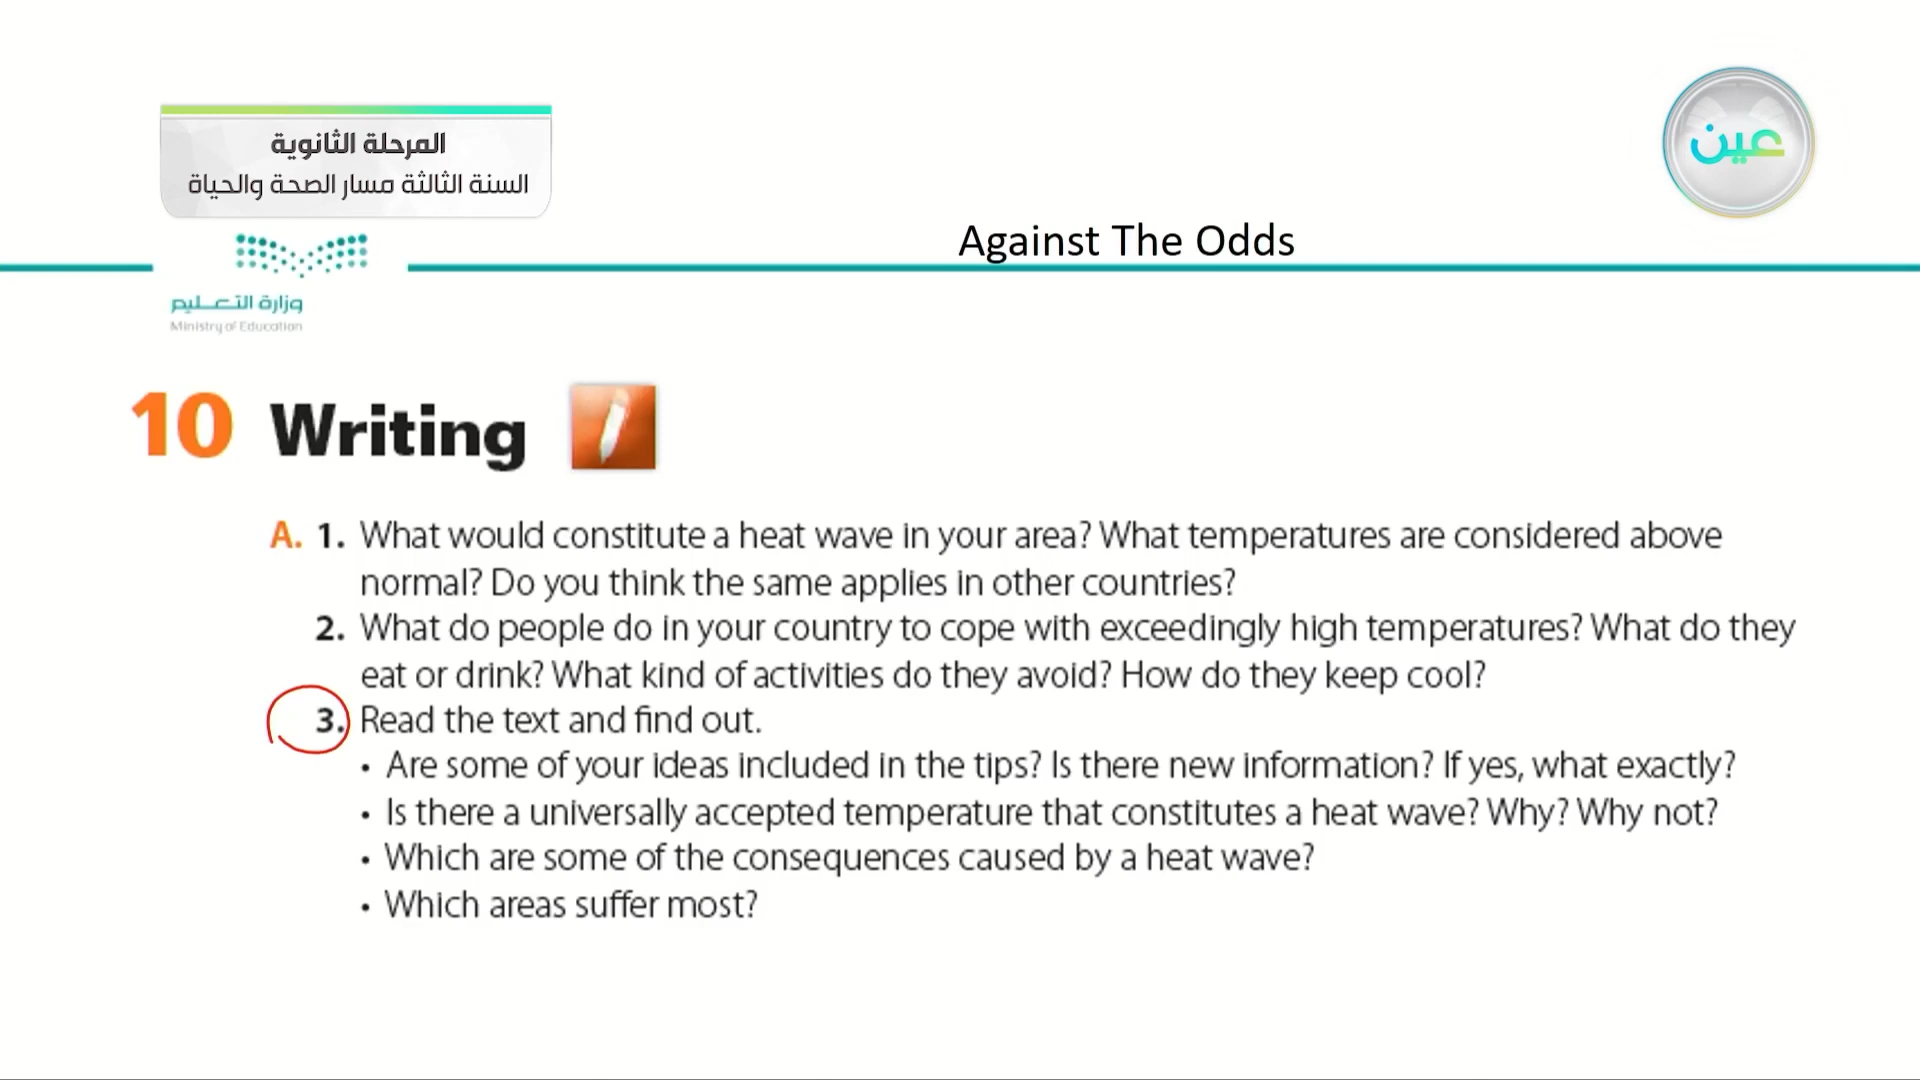 المرحلة الثانوية
السنة الثالثة مسار الصحة والحياة
عين
Against The Odds
وزارة التعليم
Ministry of Education
10 Writing
A. 1. What would constitute a heat wave in your area? What temperatures are considered above
normal? Do you think the same applies in other countries?
2. What do people do in your country to cope with exceedingly high temperatures? What do they
eat or drink? What kind of activities do they avoid? How do they keep cool?
3. Read the text and find out.
• Are some of your ideas included in the tips? Is there new information? If yes, what exactly?
• Is there a universally accepted temperature that constitutes a heat wave? Why? Why not?
• Which are some of the consequences caused by a heat wave?
• Which areas suffer most?